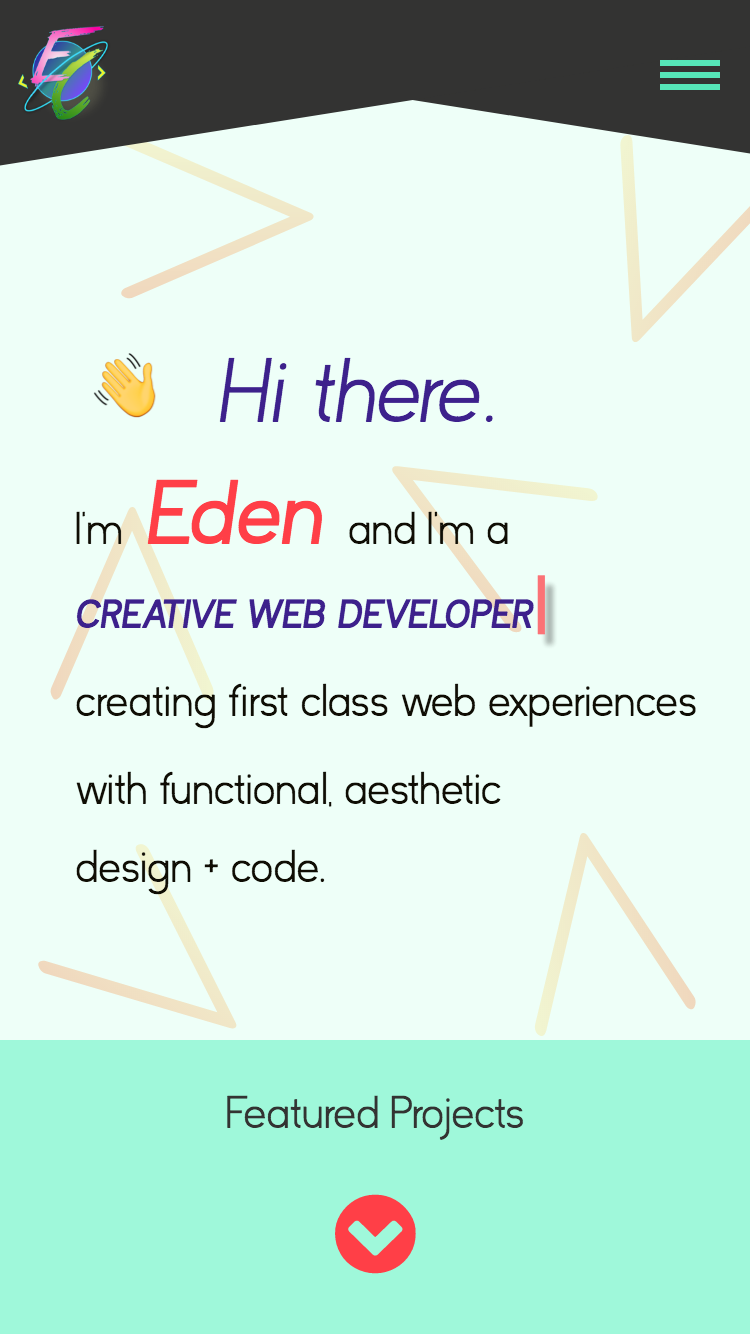 EC
Hi there.
I'm Eden and I'm a
CREATIVE WEB DEVELOPER
creating first class web experiences
with functional, aesthetic
design + code.
Featured Projects